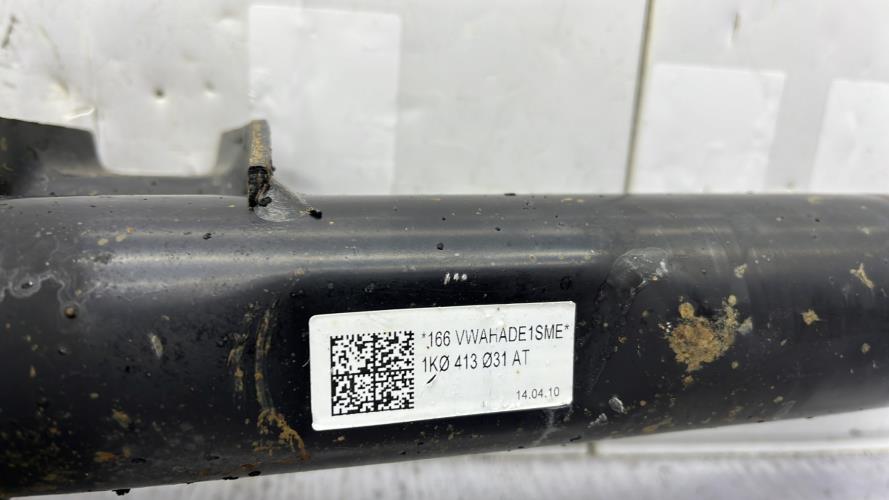 *166 VWAHADE1SME*
1KØ 413 Ø31 AT
14.04.10